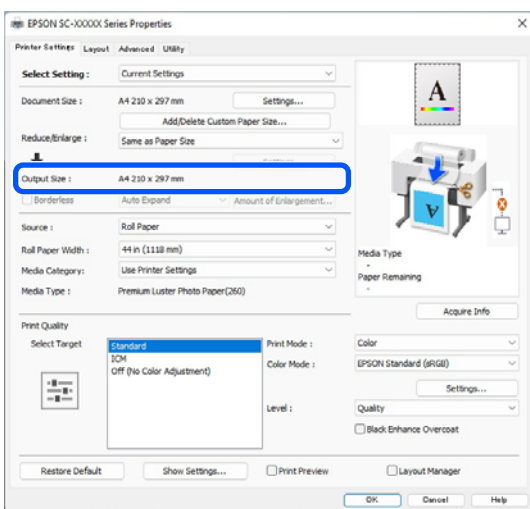 EPSON SC-XXXXX Series Properties
Printer Settings Layout Advanced Utility
Select Setting : Current Settings
Document Size : A4 210 x 297 mm Settings...
Add/Delete Custom Paper Size...
Reduce/Enlarge : Same as Paper Size
Output Size : A4 210 x 297 mm
Borderless Auto Expand Amount of Enlargement...
Source : Roll Paper
Roll Paper Width : 44 in (1118 mm)
Media Category: Use Printer Settings
Media Type : Premium Luster Photo Paper(260)
A
A
Media Type
-
Paper Remaining
-
Acquire Info
Print Quality
Select Target
Standard
ICM
Off (No Color Adjustment)
Print Mode : Color
Color Mode : EPSON Standard (sRGB)
Settings...
Level : Quality
Black Enhance Overcoat
Restore Default Show Settings... Print Preview Layout Manager
OK Cancel Help